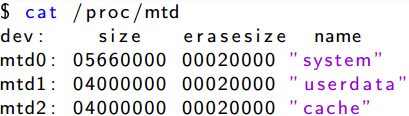 $ cat /proc/mtd
dev: size erasesize name
mtd0: 05660000 00020000 "system"
mtd1: 04000000 00020000 "userdata"
mtd2: 04000000 00020000 "cache"